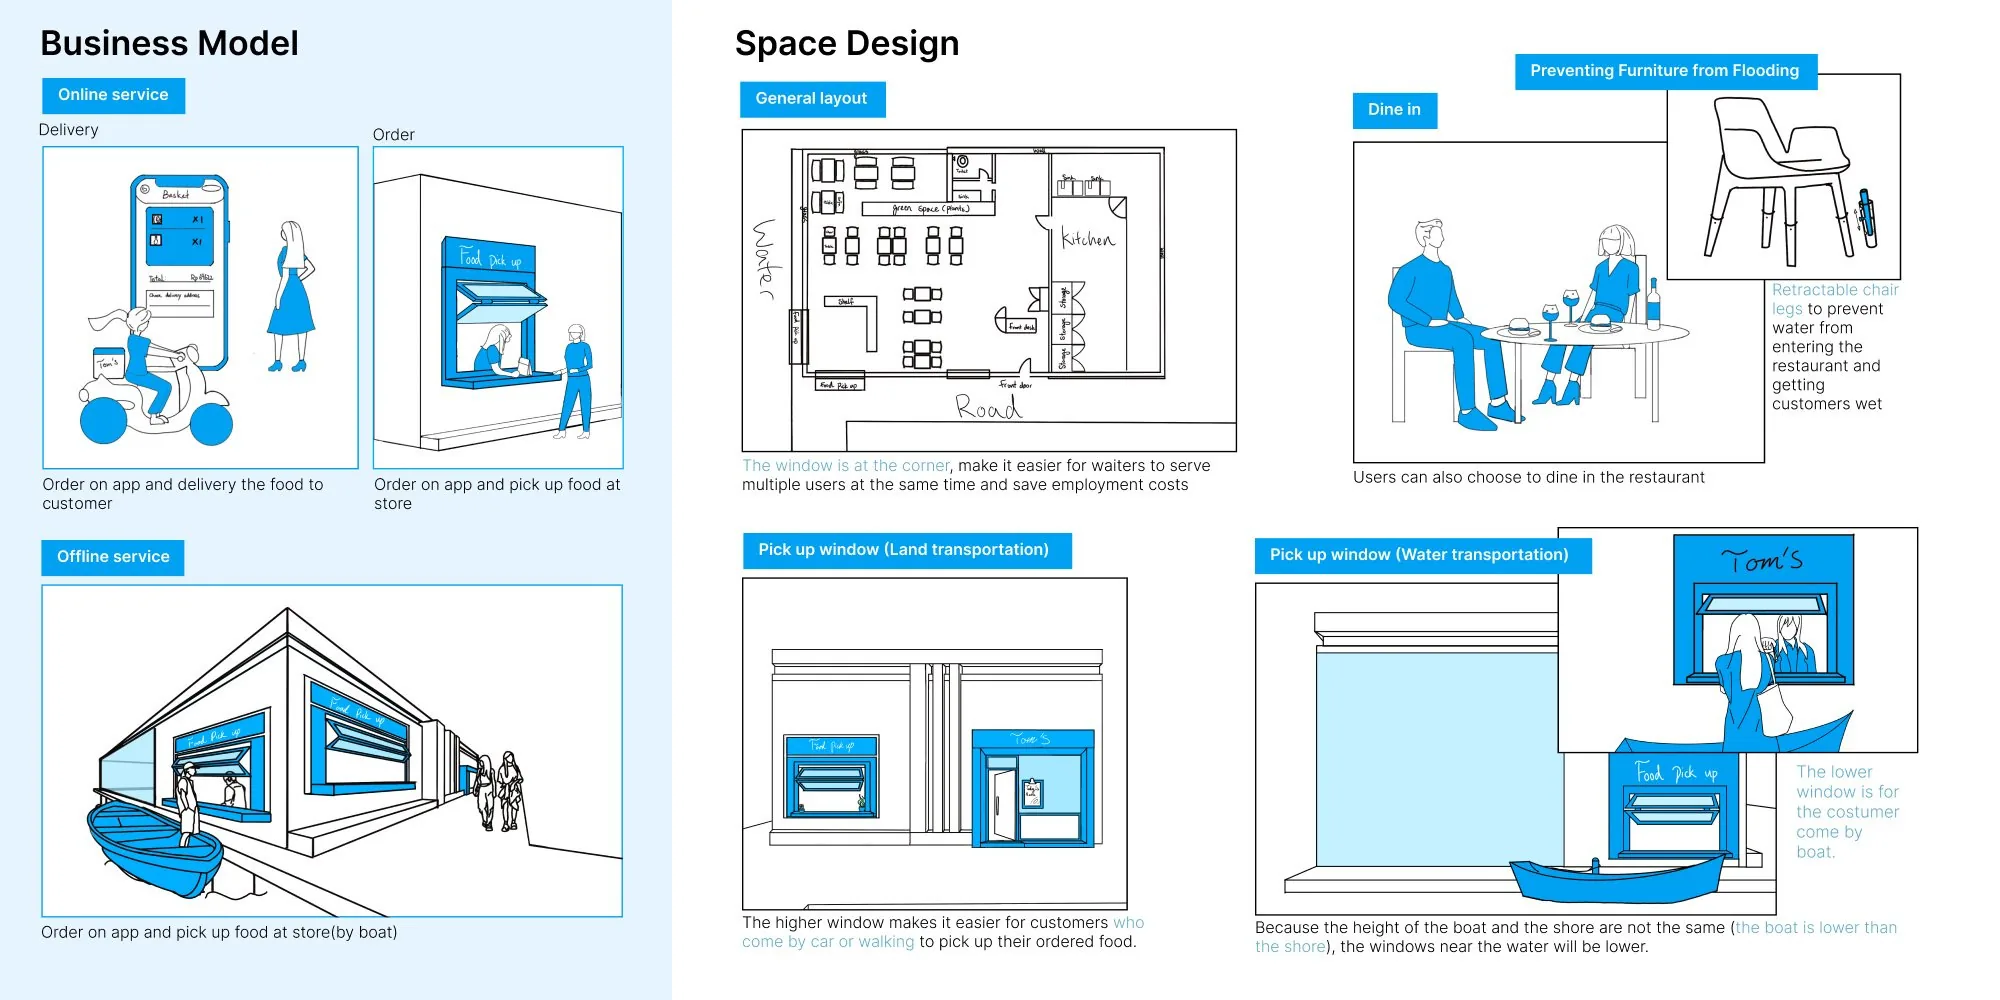 Business Model
Online service
Delivery
Basket
X1
X1
Total
Tom's
Order on app and delivery the food to
customer
Order
Food Pick up
Order on app and pick up food at
store
Offline service
Food Pick up
Food Pick up
Order on app and pick up food at store(by boat)
Space Design
General layout
Water
Toilet
green space (plants)
Kitchen
Shelf
Storage
Storage
Storage
front desk
Food Pick up
Front door
Road
The window is at the corner, make it easier for waiters to serve
multiple users at the same time and save employment costs
Dine in
Users can also choose to dine in the restaurant
Preventing Furniture from Flooding
Retractable chair
legs to prevent
water from
entering the
restaurant and
getting
customers wet
Pick up window (Land transportation)
Food pick up
Tom's
The higher window makes it easier for customers who
come by car or walking to pick up their ordered food.
Pick up window (Water transportation)
Tom's
Food Pick up
The lower
window is for
the costumer
come by
boat.
Because the height of the boat and the shore are not the same (the boat is lower than
the shore), the windows near the water will be lower.